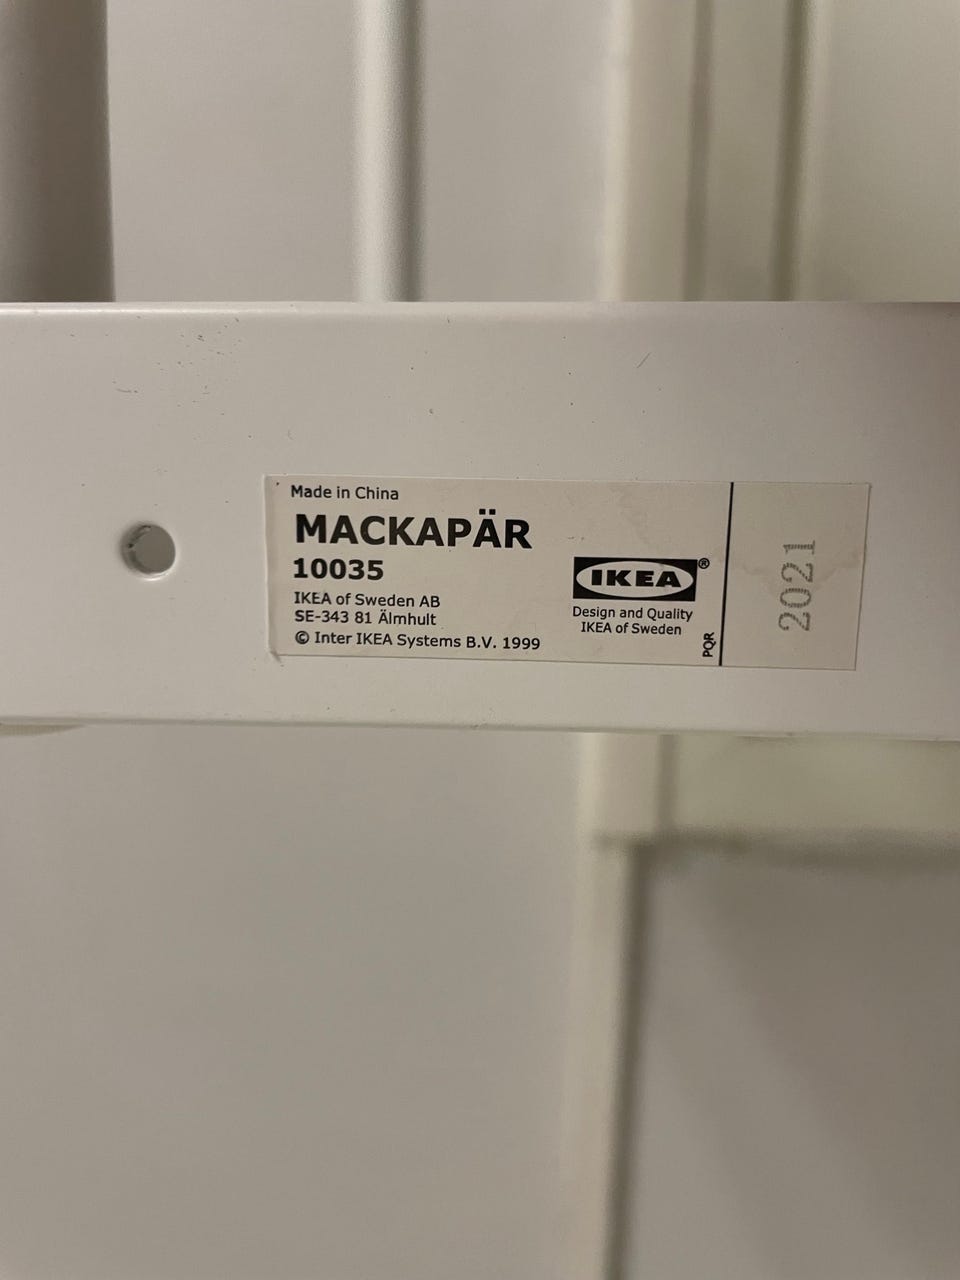 Made in China
MACKAPÄR
10035
IKEA of Sweden AB
SE-343 81 Älmhult
© Inter IKEA Systems B.V. 1999
IKEA®
Design and Quality
IKEA of Sweden
PQR
2021